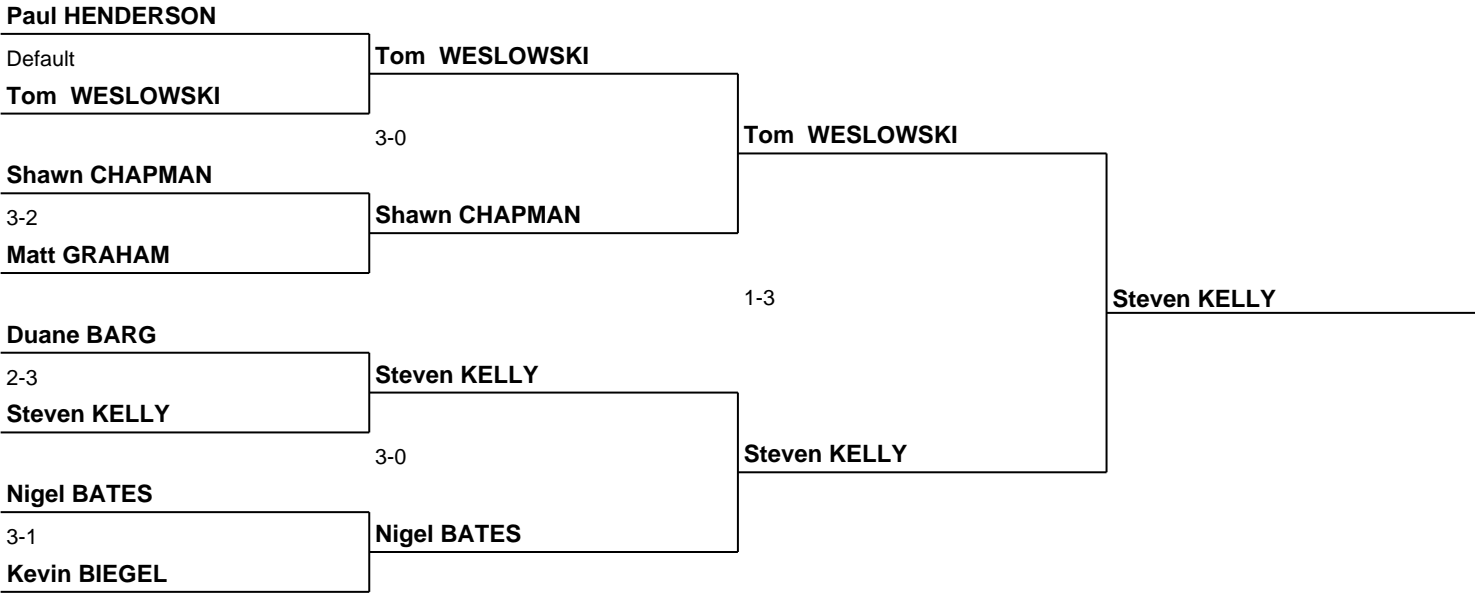 Paul HENDERSON
Default
Tom WESLOWSKI
Tom WESLOWSKI
3-0
Tom WESLOWSKI
Shawn CHAPMAN
3-2
Shawn CHAPMAN
Matt GRAHAM
1-3
Steven KELLY
Duane BARG
2-3
Steven KELLY
Steven KELLY
3-0
Steven KELLY
Nigel BATES
3-1
Nigel BATES
Kevin BIEGEL